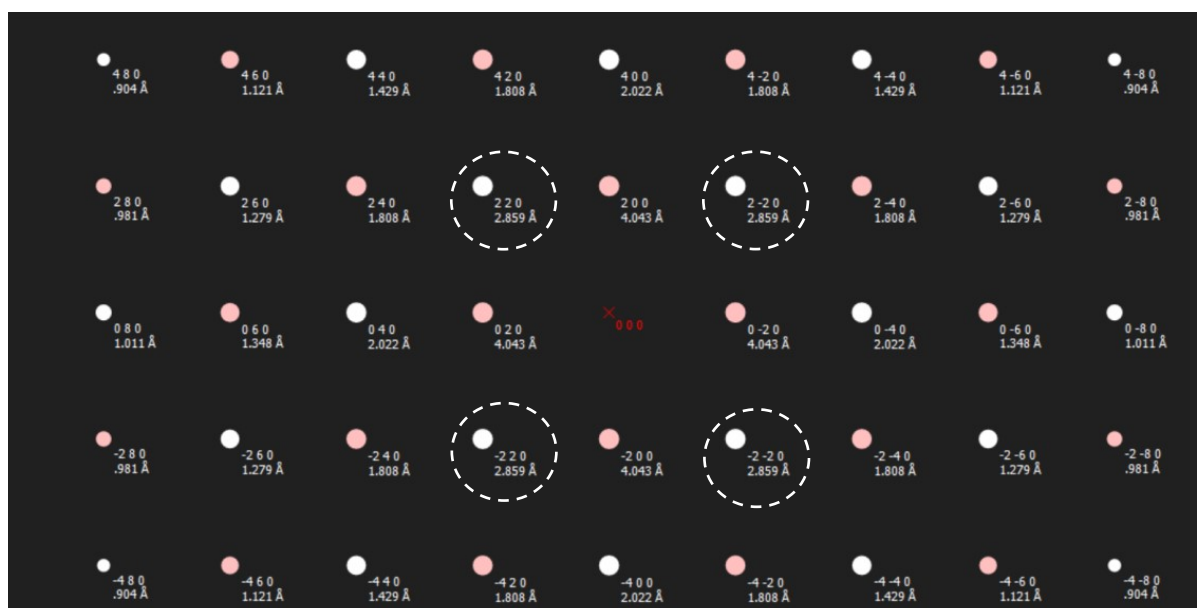 4 8 0
.904 Å
4 6 0
1.121 Å
4 4 0
1.429 Å
4 2 0
1.808 Å
4 0 0
2.022 Å
4 -2 0
1.808 Å
4 -4 0
1.429 Å
4 -6 0
1.121 Å
4 -8 0
.904 Å
2 8 0
.981 Å
2 6 0
1.279 Å
2 4 0
1.808 Å
2 2 0
2.859 Å
2 0 0
4.043 Å
2 -2 0
2.859 Å
2 -4 0
1.808 Å
2 -6 0
1.279 Å
2 -8 0
.981 Å
0 8 0
1.011 Å
0 6 0
1.348 Å
0 4 0
2.022 Å
0 2 0
4.043 Å
0 0 0
0 -2 0
4.043 Å
0 -4 0
2.022 Å
0 -6 0
1.348 Å
0 -8 0
1.011 Å
-2 8 0
.981 Å
-2 6 0
1.279 Å
-2 4 0
1.808 Å
-2 2 0
2.859 Å
-2 0 0
4.043 Å
-2 -2 0
2.859 Å
-2 -4 0
1.808 Å
-2 -6 0
1.279 Å
-2 -8 0
.981 Å
-4 8 0
.904 Å
-4 6 0
1.121 Å
-4 4 0
1.429 Å
-4 2 0
1.808 Å
-4 0 0
2.022 Å
-4 -2 0
1.808 Å
-4 -4 0
1.429 Å
-4 -6 0
1.121 Å
-4 -8 0
.904 Å